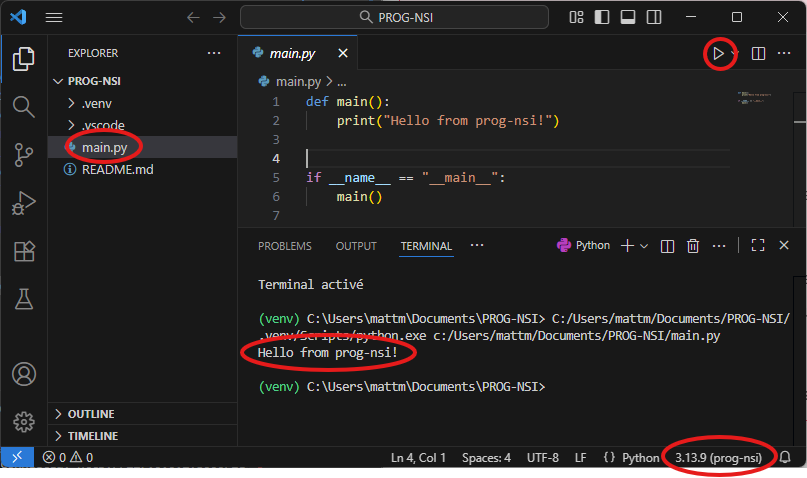 PROG-NSI
EXPLORER
PROG-NSI
.venv
.vscode
main.py
README.md
OUTLINE
TIMELINE
main.py
main.py > ...
1 def main():
2 print("Hello from prog-nsi!")
3
4
5 if __name__ == "__main__":
6 main()
7
PROBLEMS OUTPUT TERMINAL ... Python
Terminal activé
(venv) C:\Users\mattm\Documents\PROG-NSI> C:/Users/mattm/Documents/PROG-NSI/
.venv/Scripts/python.exe c:/Users/mattm/Documents/PROG-NSI/main.py
Hello from prog-nsi!
(venv) C:\Users\mattm\Documents\PROG-NSI>
0 0 Ln 4, Col 1 Spaces: 4 UTF-8 LF {} Python 3.13.9 (prog-nsi)